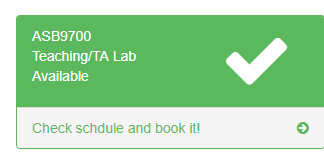 ASB9700
Teaching/TA Lab
Available
Check schdule and book it!